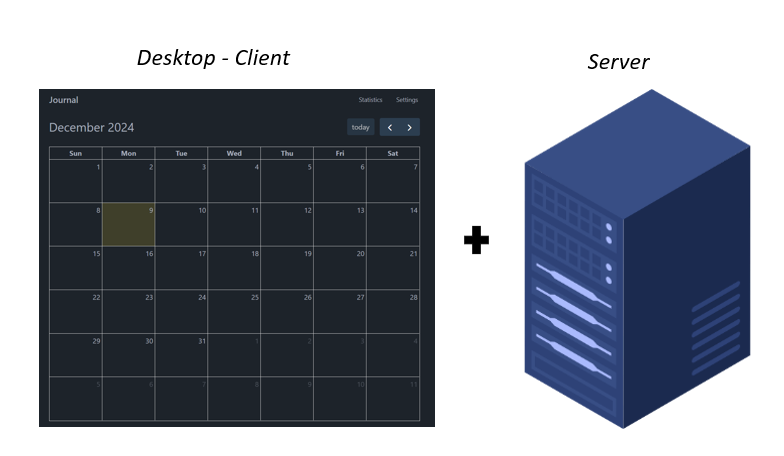 Desktop - Client
Server
Journal
Statistics Settings
December 2024
today
Sun Mon Tue Wed Thu Fri Sat
1 2 3 4 5 6 7
8 9 10 11 12 13 14
15 16 17 18 19 20 21
22 23 24 25 26 27 28
29 30 31 1 2 3 4
5 6 7 8 9 10 11